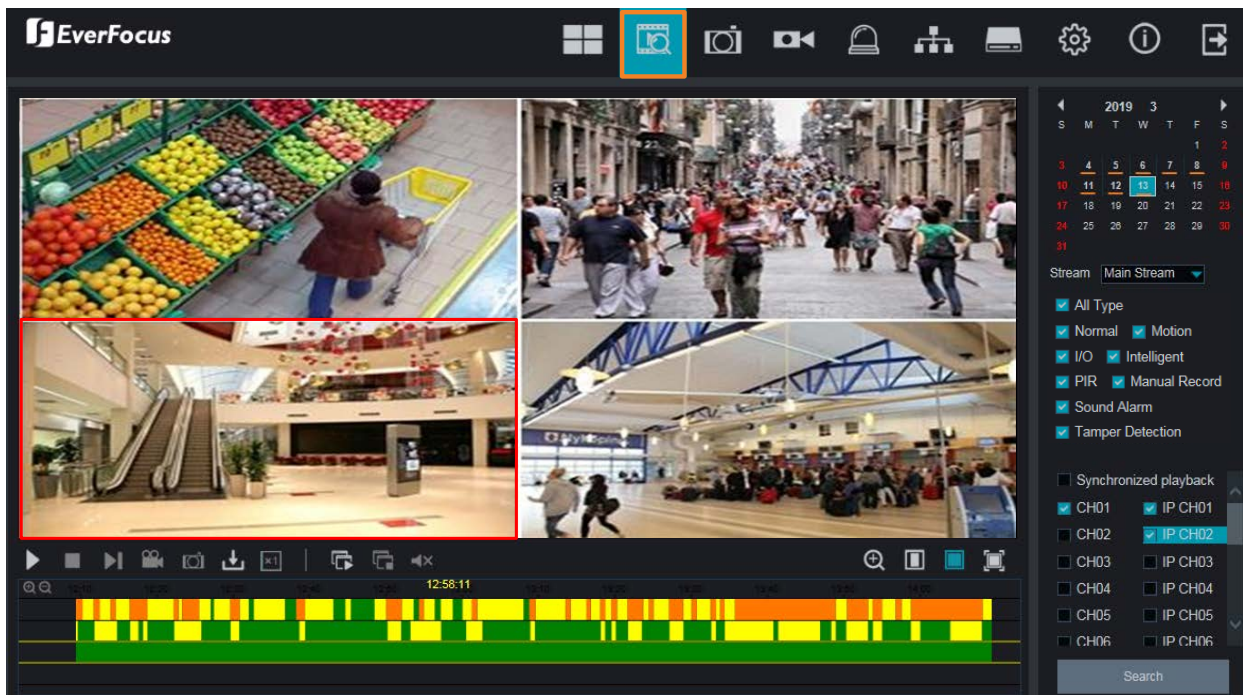 EverFocus
2019 3
S M T W T F S
1 2
3 4 5 6 7 8 9
10 11 12 13 14 15 16
17 18 19 20 21 22 23
24 25 26 27 28 29 30
31
Stream Main Stream
All Type
Normal Motion
I/O Intelligent
PIR Manual Record
Sound Alarm
Tamper Detection
Synchronized playback
CH01 IP CH01
CH02 IP CH02
CH03 IP CH03
CH04 IP CH04
CH05 IP CH05
CH06 IP CH06
Search
x1
12:58:11